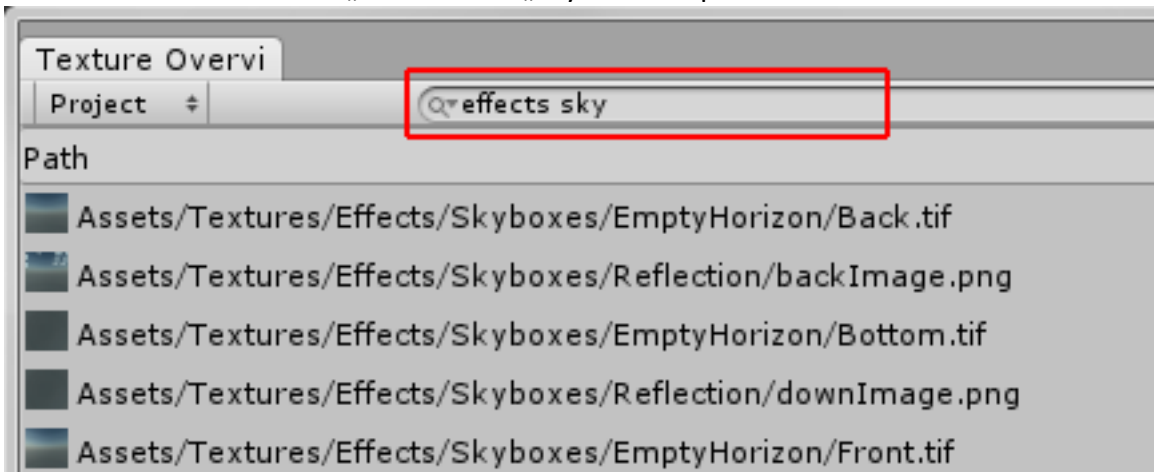 Texture Overvi
Project effects sky
Path
Assets/Textures/Effects/Skyboxes/EmptyHorizon/Back.tif
Assets/Textures/Effects/Skyboxes/Reflection/backImage.png
Assets/Textures/Effects/Skyboxes/EmptyHorizon/Bottom.tif
Assets/Textures/Effects/Skyboxes/Reflection/downImage.png
Assets/Textures/Effects/Skyboxes/EmptyHorizon/Front.tif